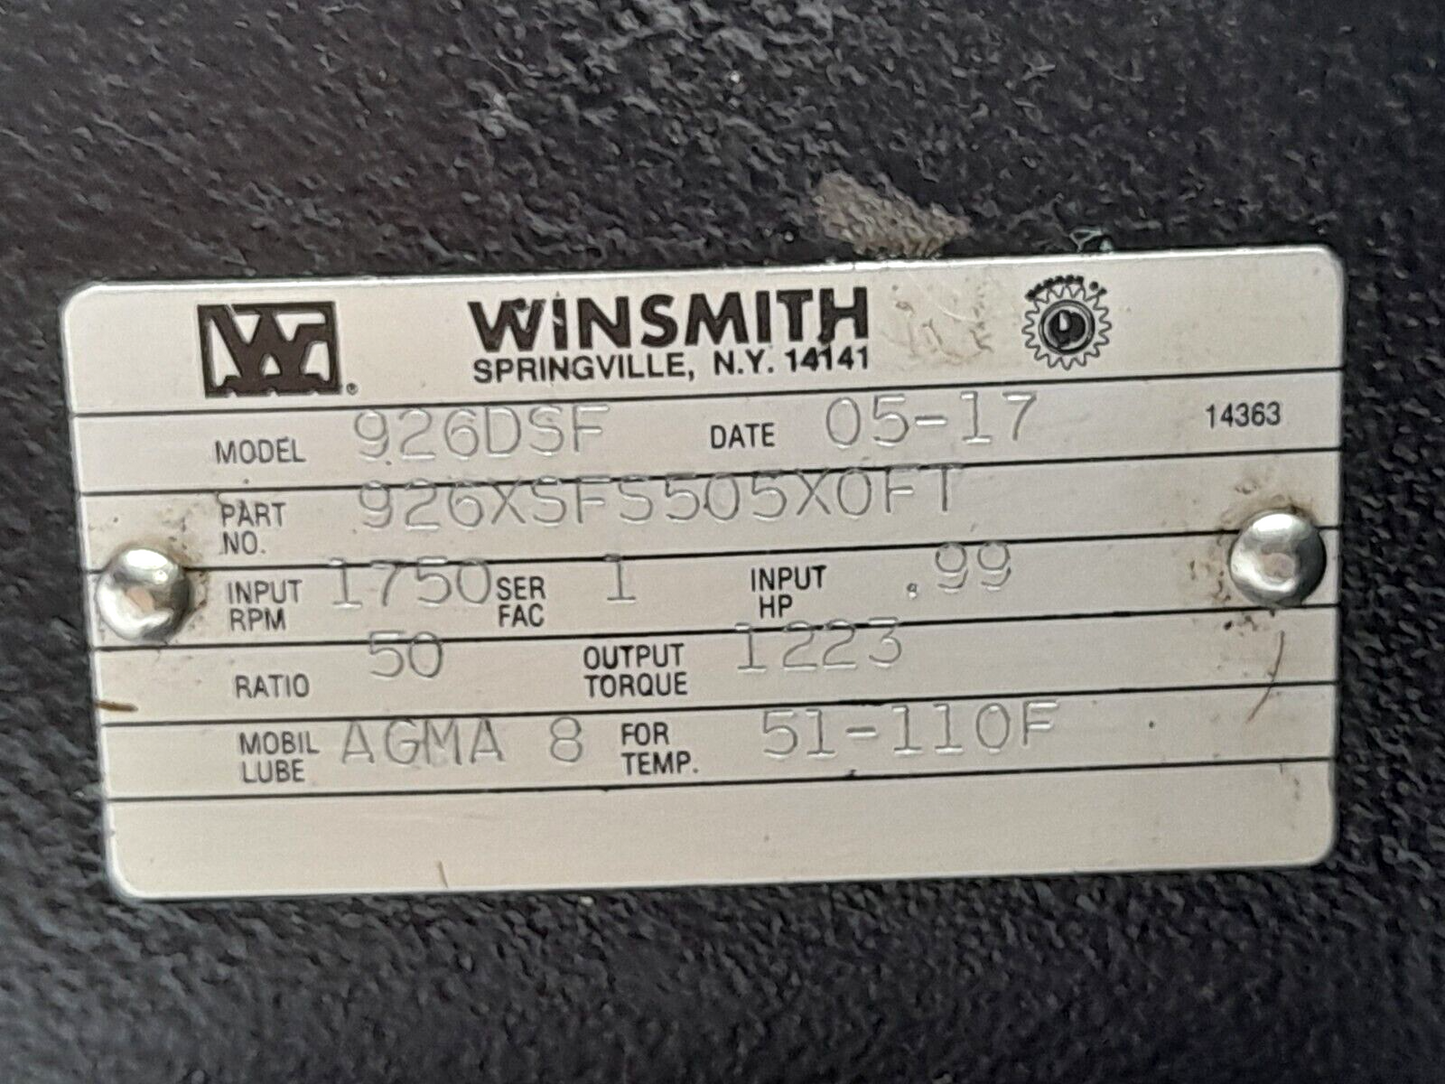 WINSMITH
SPRINGVILLE, N.Y. 14141
MODEL 926DSF DATE 05-17 14363
PART NO. 926XSFS505X0FT
INPUT RPM 1750 SER FAC 1 INPUT HP .99
RATIO 50 OUTPUT TORQUE 1223
MOBIL LUBE AGMA 8 FOR TEMP. 51-110F